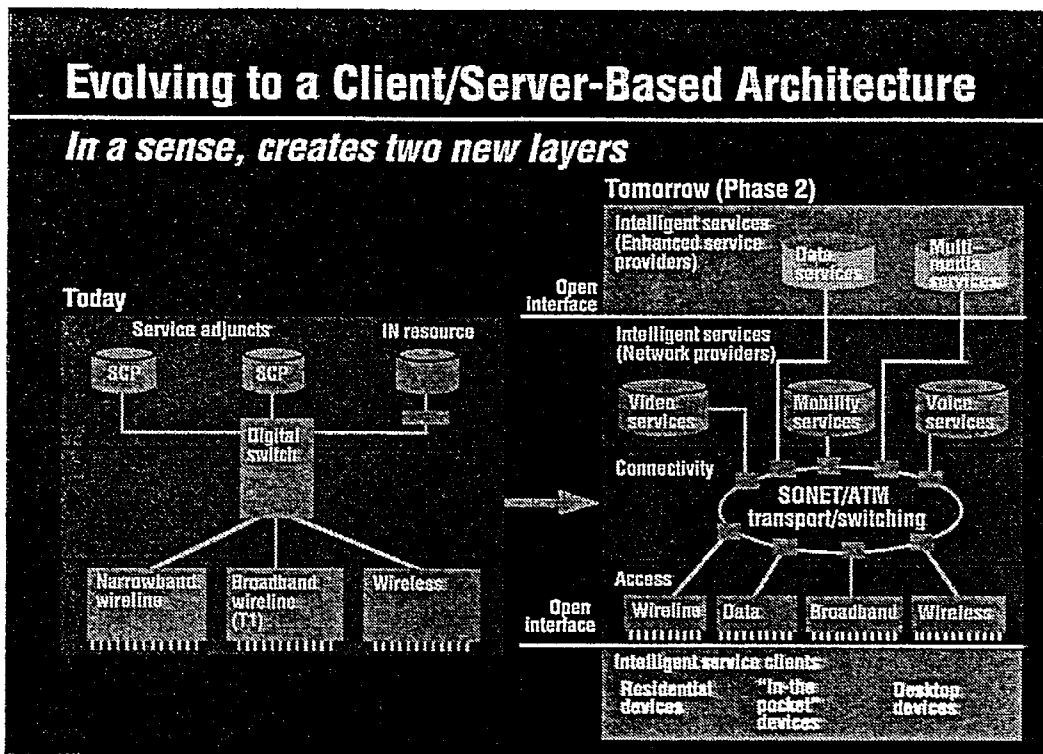 Evolving to a Client/Server-Based Architecture
In a sense, creates two new layers
Today
Service adjuncts
IN resource
SCP
SCP
Digital
switch
Narrowband
wireline
Broadband
wireline
(T1)
Wireless
Tomorrow (Phase 2)
Intelligent services
(Enhanced service
providers)
Data
services
Multi-
media
services
Open
interface
Intelligent services
(Network providers)
Video
services
Mobility
services
Voice
services
Connectivity
SONET/ATM
transport/switching
Access
Wireline
Data
Broadband
Wireless
Open
interface
Intelligent service clients
Residential
devices
"In-the
pocket"
devices
Desktop
devices